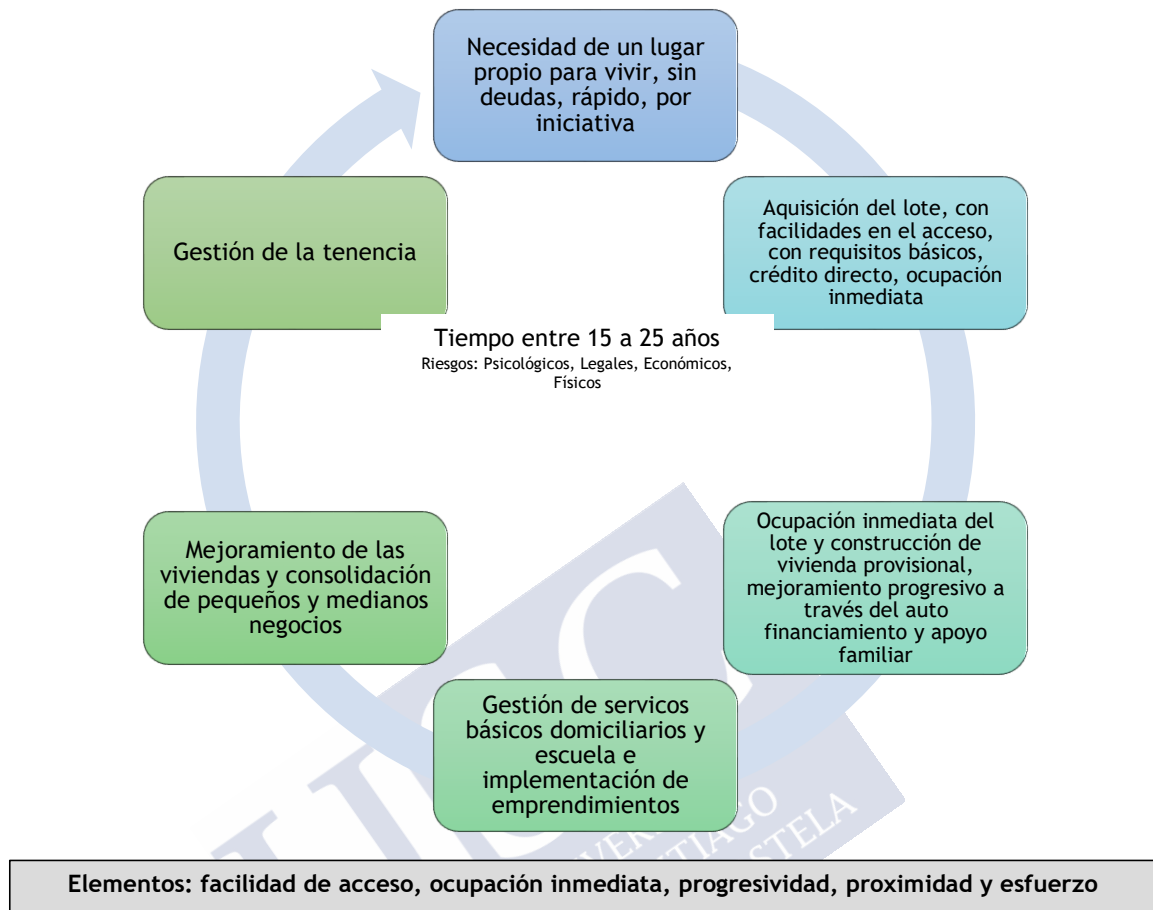 Necesidad de un lugar
propio para vivir, sin
deudas, rápido, por
iniciativa
Aquisición del lote, con
facilidades en el acceso,
con requisitos básicos,
crédito directo, ocupación
inmediata
Ocupación inmediata del
lote y construcción de
vivienda provisional,
mejoramiento progresivo a
través del auto
financiamiento y apoyo
familiar
Gestión de servicos
básicos domiciliarios y
escuela e
implementación de
emprendimientos
Mejoramiento de las
viviendas y consolidación
de pequeños y medianos
negocios
Gestión de la tenencia
Tiempo entre 15 a 25 años
Riesgos: Psicológicos, Legales, Económicos,
Físicos
Elementos: facilidad de acceso, ocupación inmediata, progresividad, proximidad y esfuerzo